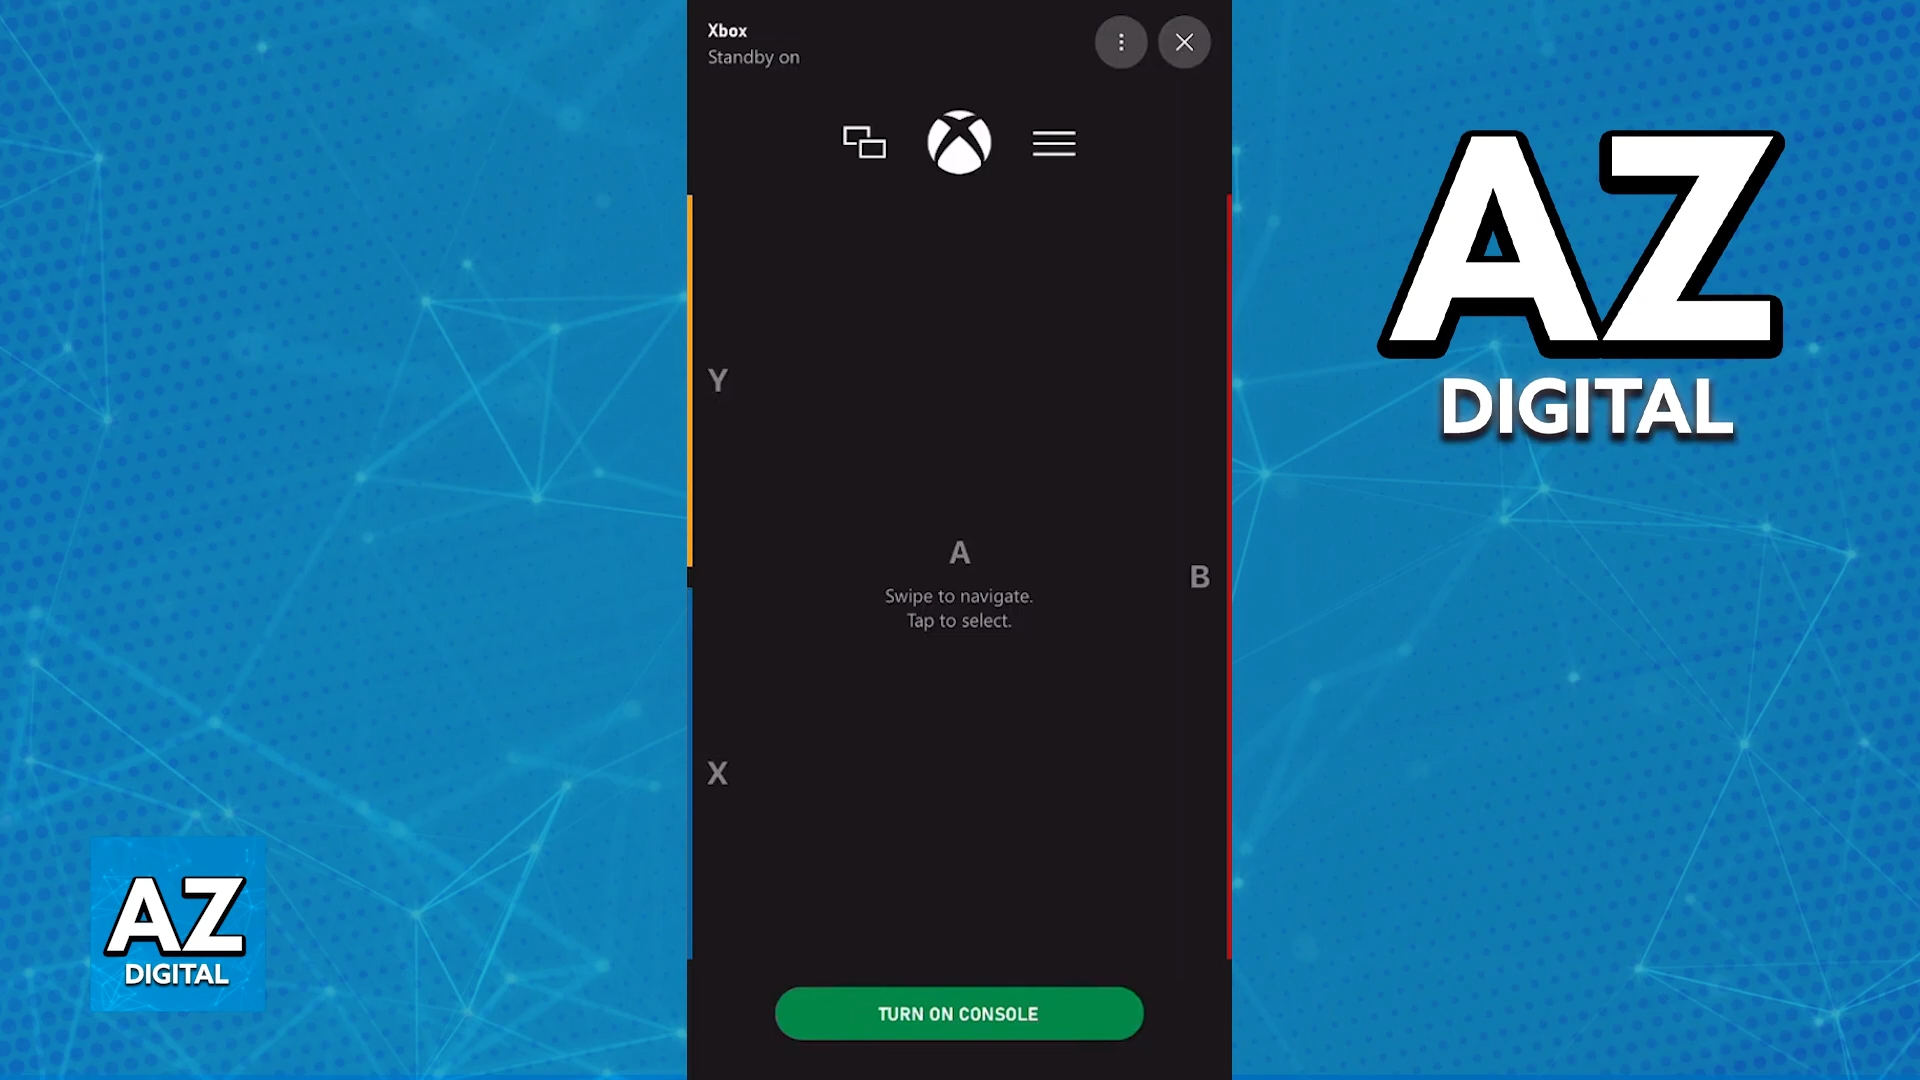 Xbox
Standby on
AZ
DIGITAL
Y
A
Swipe to navigate.
Tap to select.
B
X
AZ
DIGITAL
TURN ON CONSOLE